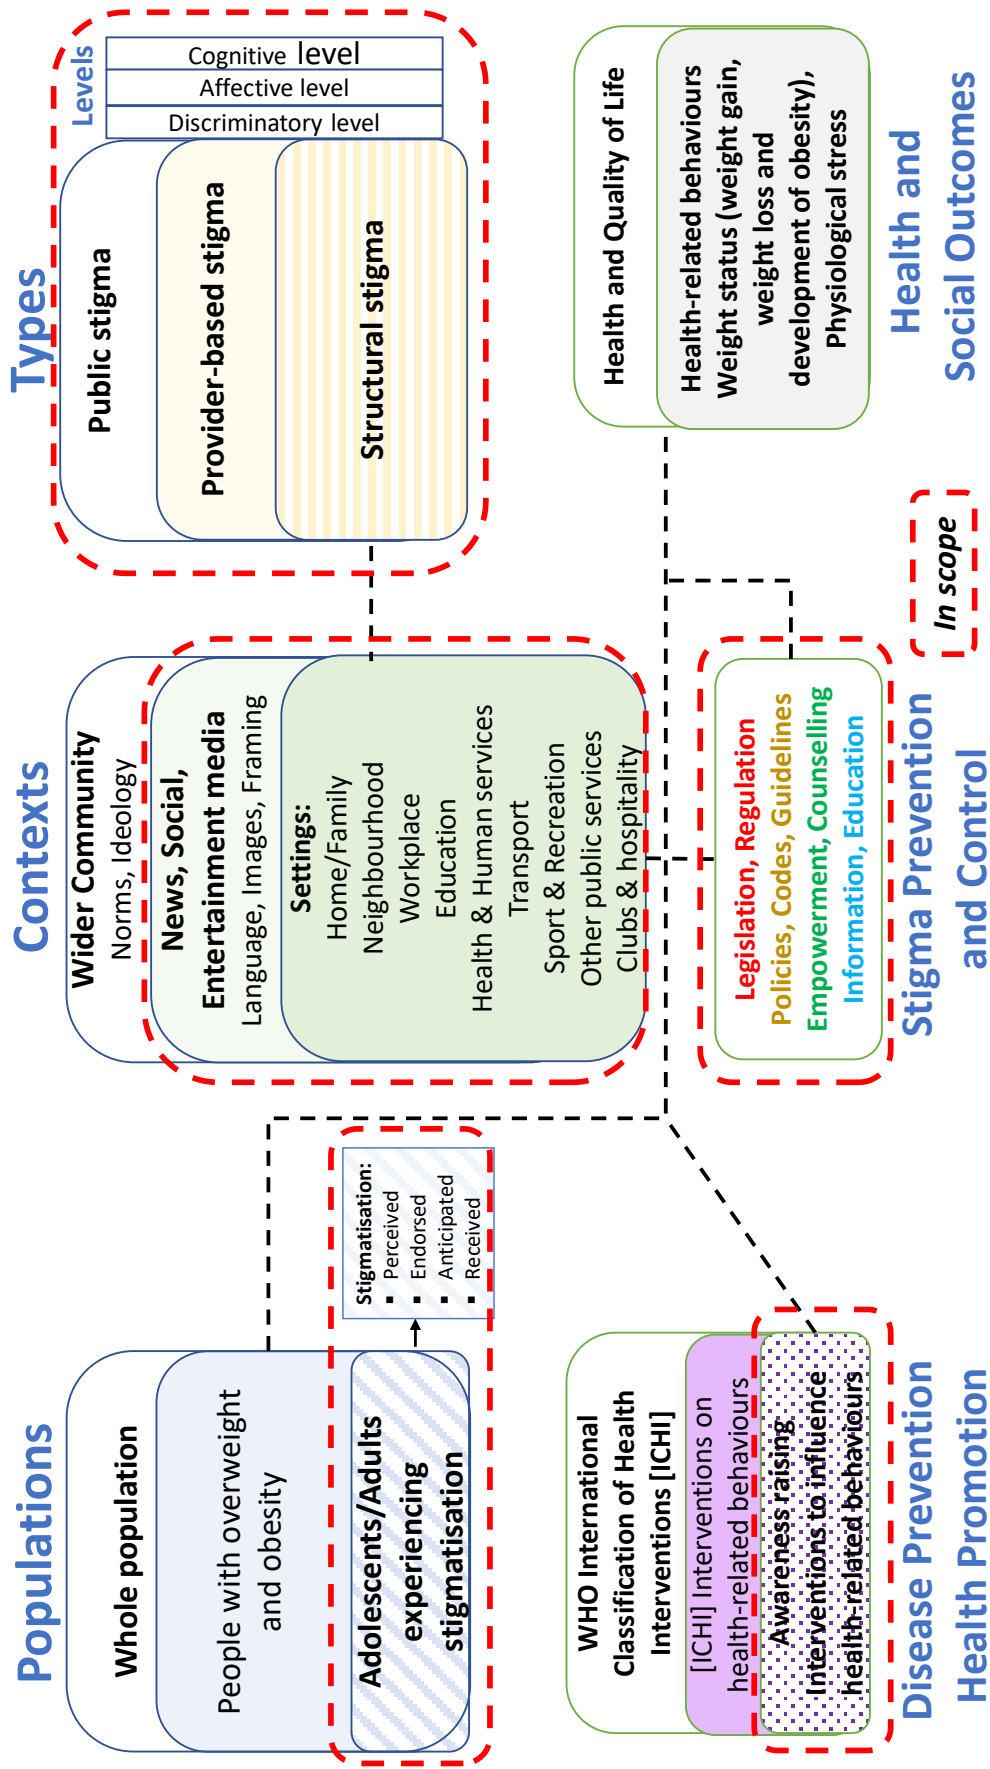 Populations
Whole population
People with overweight
and obesity
Adolescents/Adults
experiencing
stigmatisation
Stigmatisation:
▪ Perceived
▪ Endorsed
▪ Anticipated
▪ Received
Contexts
Wider Community
Norms, Ideology
News, Social,
Entertainment media
Language, Images, Framing
Settings:
Home/Family
Neighbourhood
Workplace
Education
Health & Human services
Transport
Sport & Recreation
Other public services
Clubs & hospitality
Types
Public stigma
Provider-based stigma
Structural stigma
Levels
Cognitive level
Affective level
Discriminatory level
WHO International
Classification of Health
Interventions [ICHI]
[ICHI] Interventions on
health-related behaviours
Awareness raising
Interventions to influence
health-related behaviours
Disease Prevention
Health Promotion
Legislation, Regulation
Policies, Codes, Guidelines
Empowerment, Counselling
Information, Education
Stigma Prevention
and Control
In scope
Health and Quality of Life
Health-related behaviours
Weight status (weight gain,
weight loss and
development of obesity),
Physiological stress
Health and
Social Outcomes